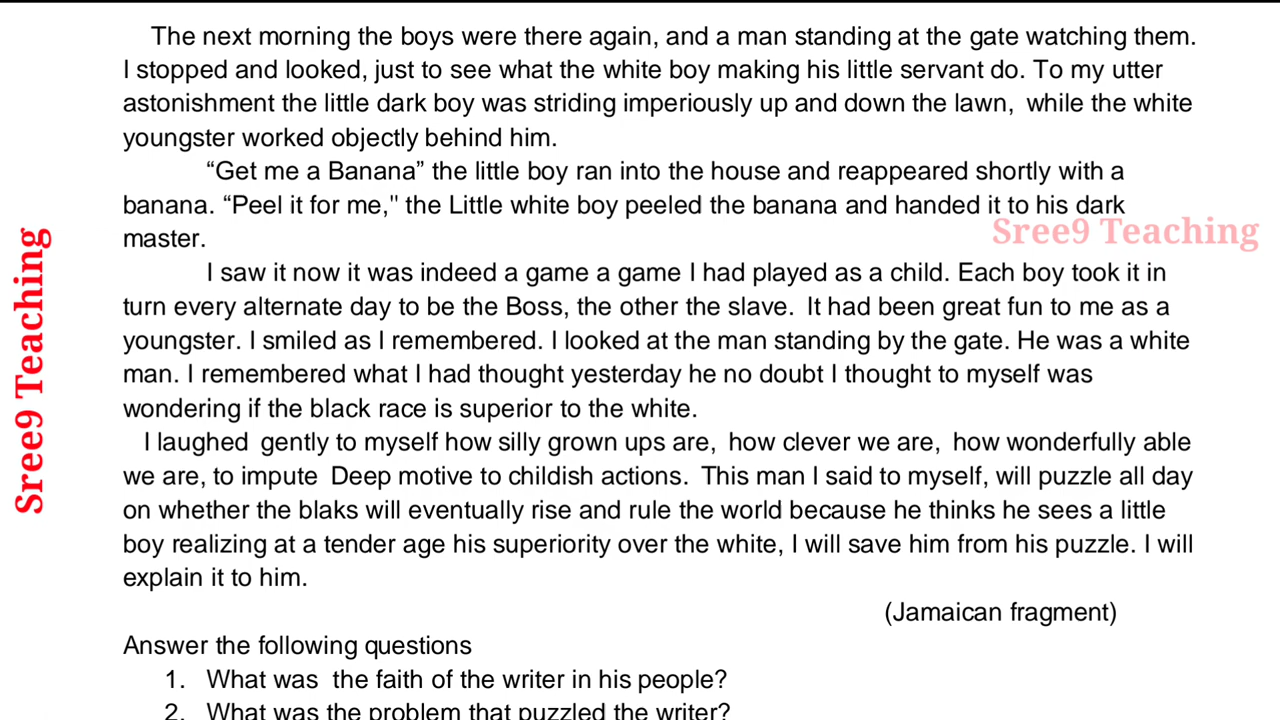 The next morning the boys were there again, and a man standing at the gate watching them.
I stopped and looked, just to see what the white boy making his little servant do. To my utter
astonishment the little dark boy was striding imperiously up and down the lawn, while the white
youngster worked objectly behind him.
“Get me a Banana” the little boy ran into the house and reappeared shortly with a
banana. “Peel it for me," the Little white boy peeled the banana and handed it to his dark
master.
Sree9 Teaching
I saw it now it was indeed a game a game I had played as a child. Each boy took it in
turn every alternate day to be the Boss, the other the slave. It had been great fun to me as a
youngster. I smiled as I remembered. I looked at the man standing by the gate. He was a white
man. I remembered what I had thought yesterday he no doubt I thought to myself was
wondering if the black race is superior to the white.
I laughed gently to myself how silly grown ups are, how clever we are, how wonderfully able
we are, to impute Deep motive to childish actions. This man I said to myself, will puzzle all day
on whether the blaks will eventually rise and rule the world because he thinks he sees a little
boy realizing at a tender age his superiority over the white, I will save him from his puzzle. I will
explain it to him.
(Jamaican fragment)
Answer the following questions
1. What was the faith of the writer in his people?
2. What was the problem that puzzled the writer?
Sree9 Teaching